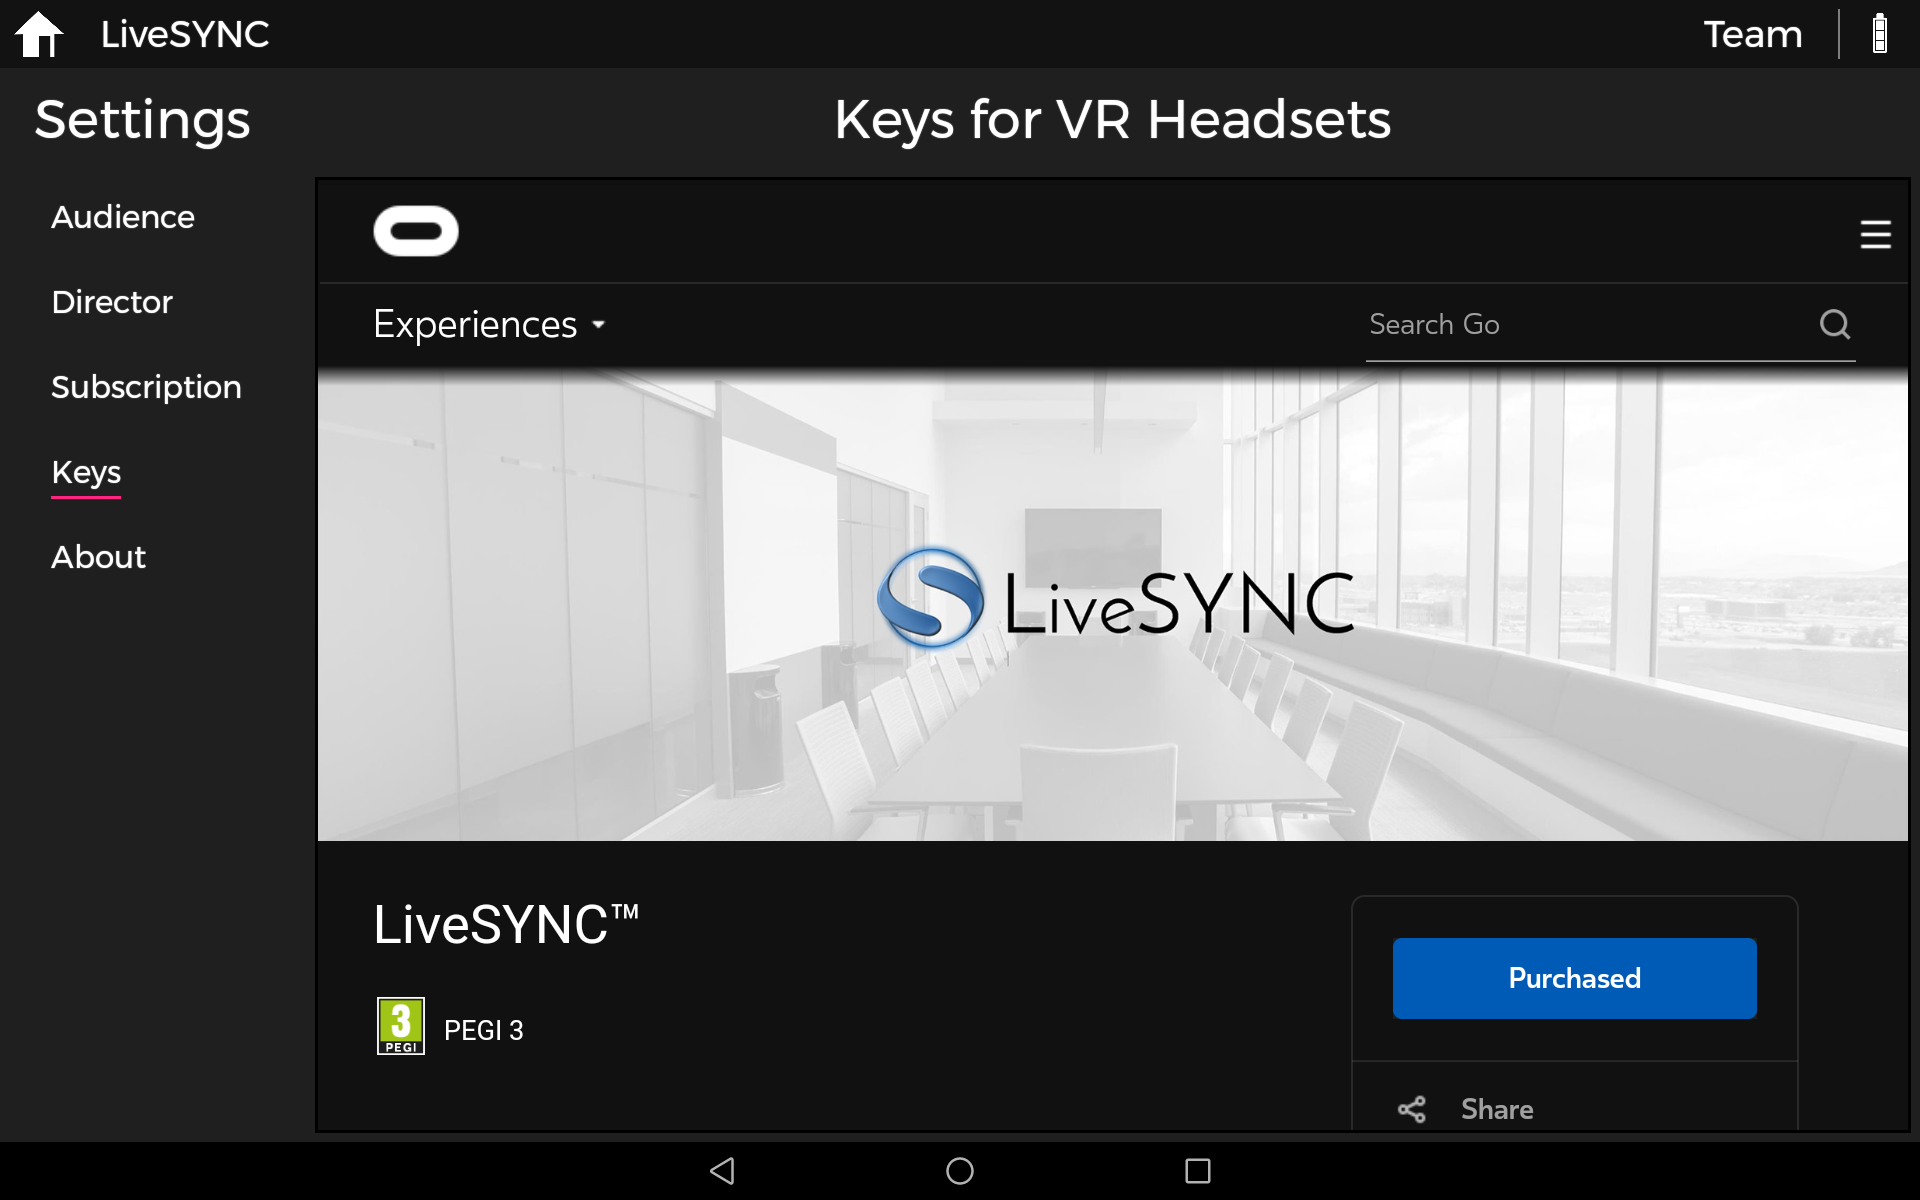 LiveSYNC
Team
Settings
Keys for VR Headsets
Audience
Director
Subscription
Keys
About
Experiences
Search Go
LiveSYNC
LiveSYNC™
3
PEGI
PEGI 3
Purchased
Share